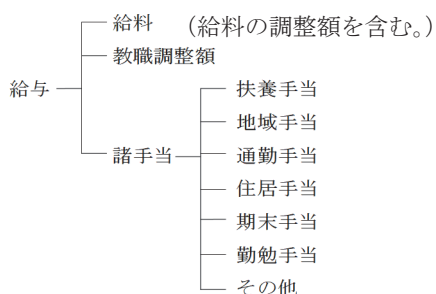 給料 (給料の調整額を含む。)
教職調整額
給与
扶養手当
地域手当
諸手当
通勤手当
住居手当
期末手当
勤勉手当
その他